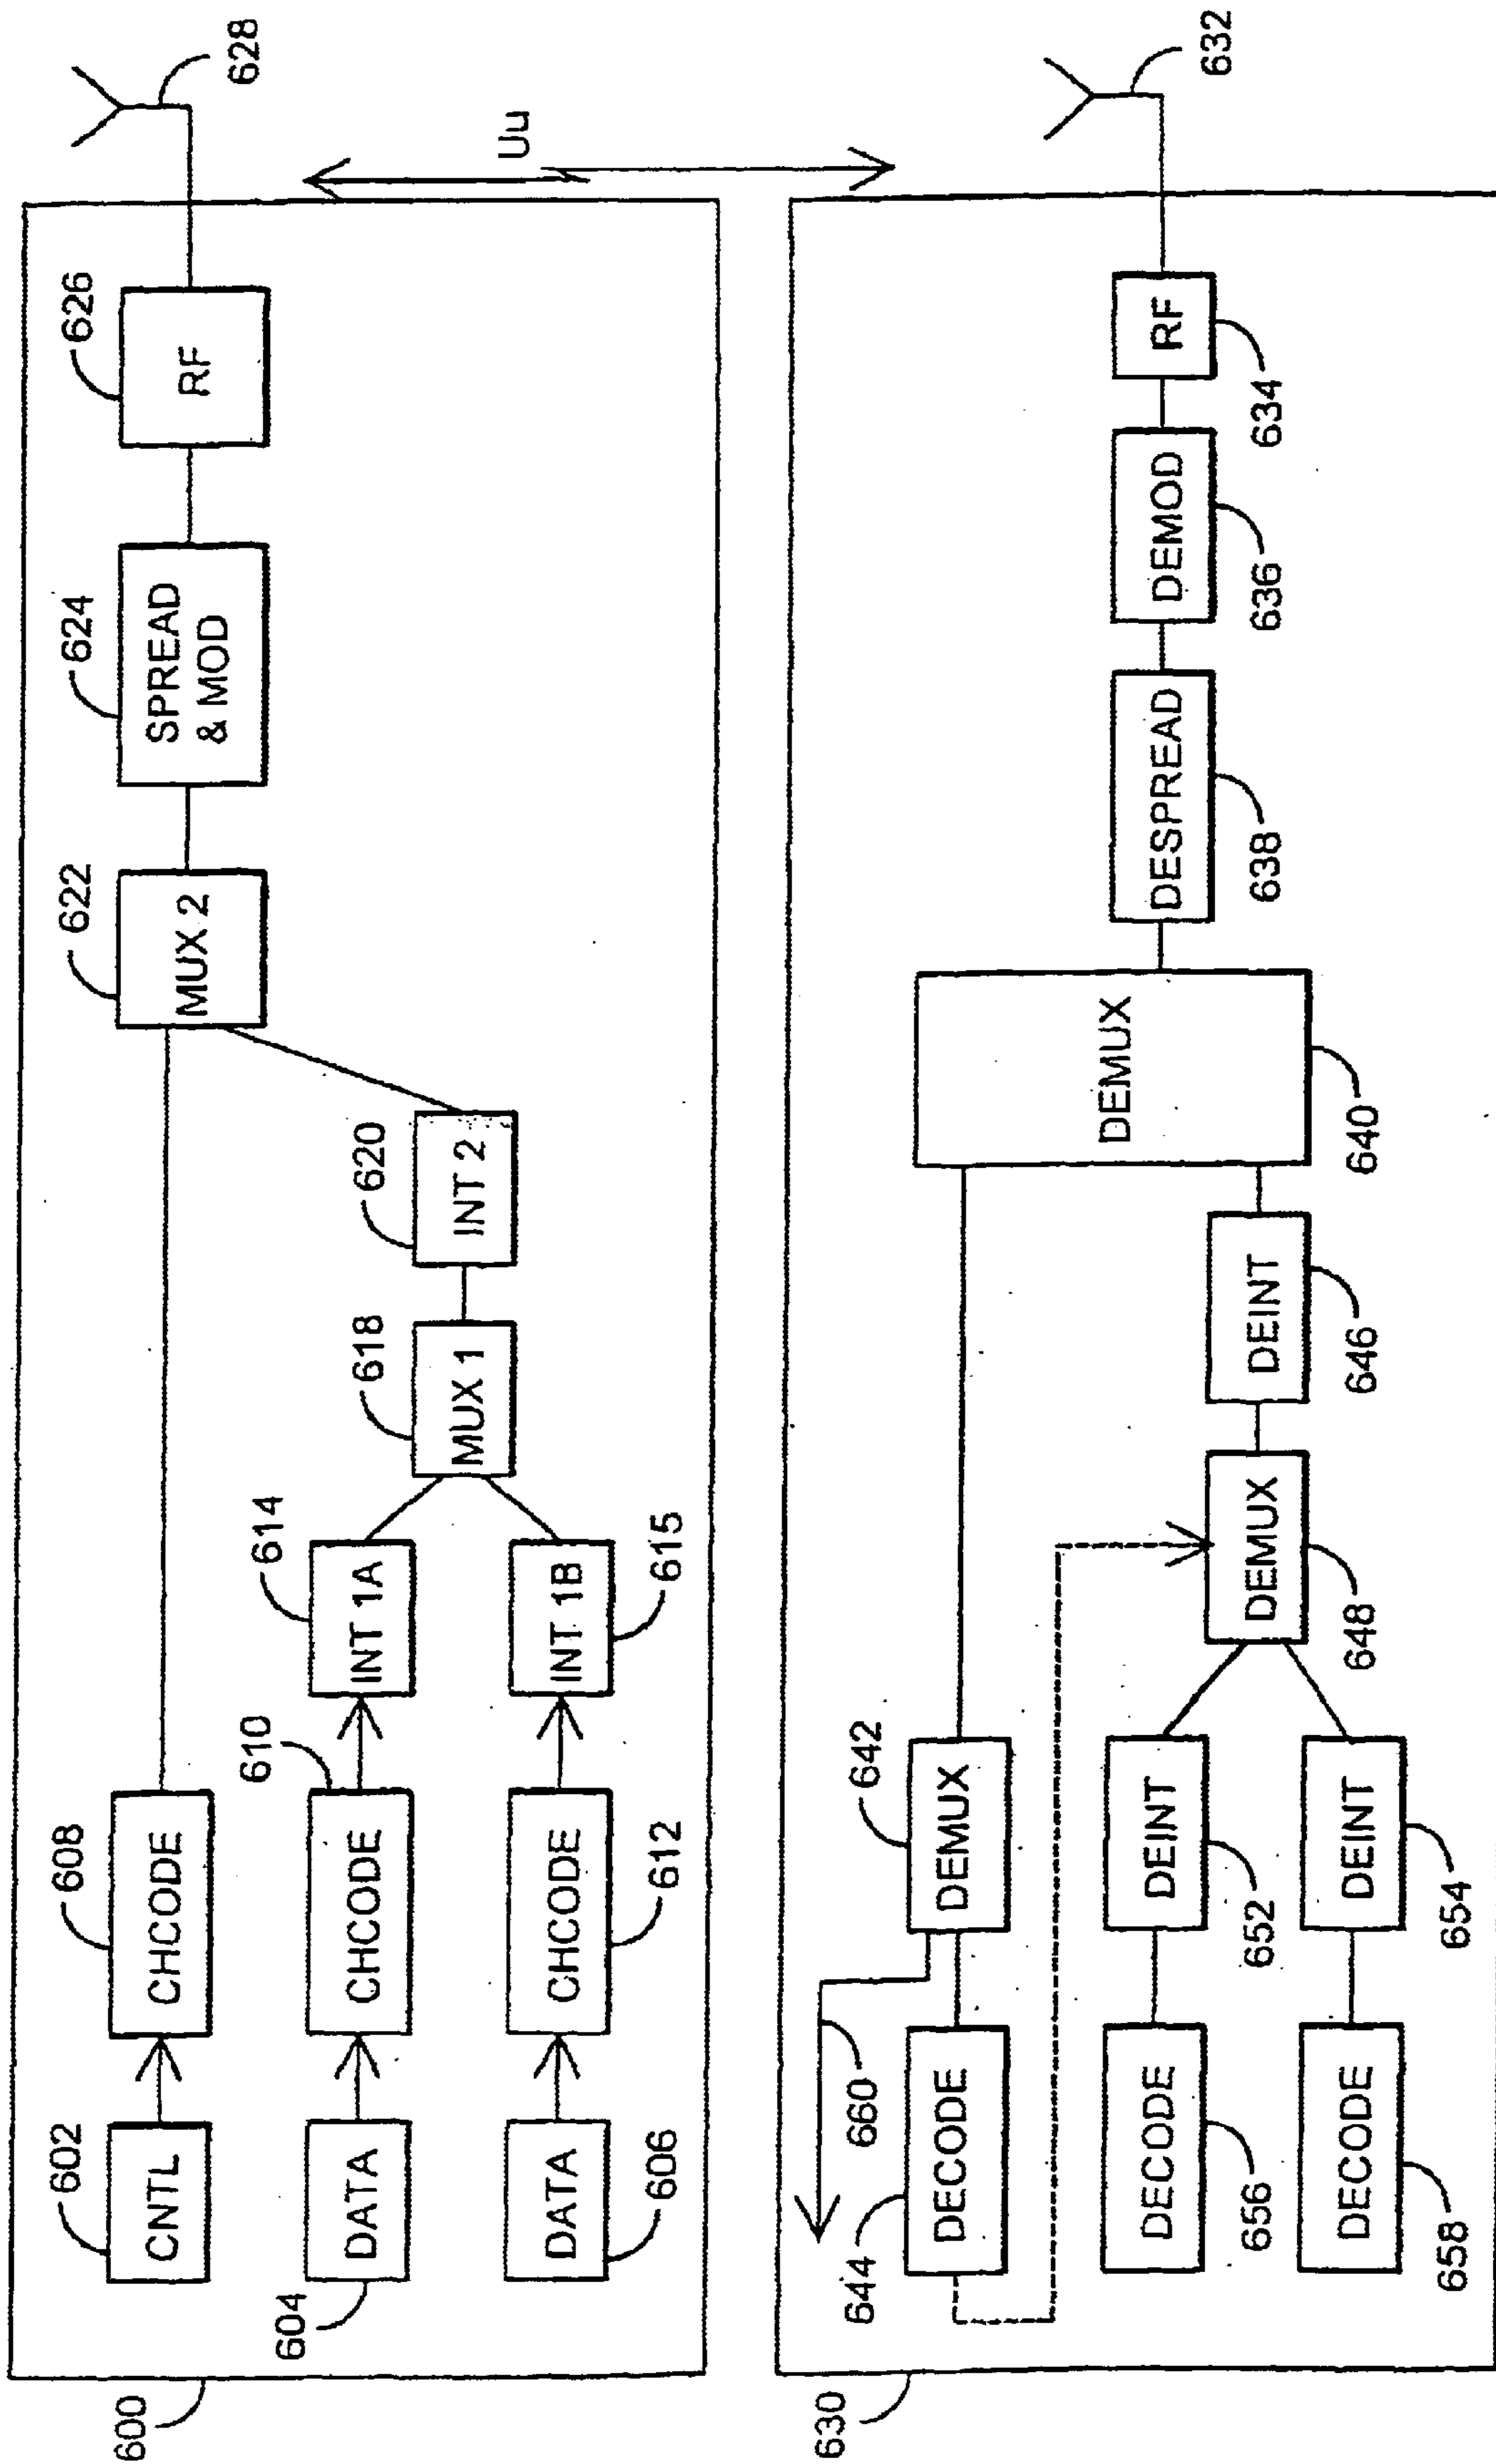 600
602
CNTL
608
CHCODE
622
MUX 2
624
SPREAD
& MOD
626
RF
628
604
DATA
610
CHCODE
614
INT 1A
618
MUX 1
620
INT 2
606
DATA
612
CHCODE
615
INT 1B
Uu
630
660
644
DECODE
642
DEMUX
640
DEMUX
638
DESPREAD
636
DEMOD
634
RF
632
656
DECODE
652
DEINT
648
DEMUX
646
DEINT
658
DECODE
654
DEINT